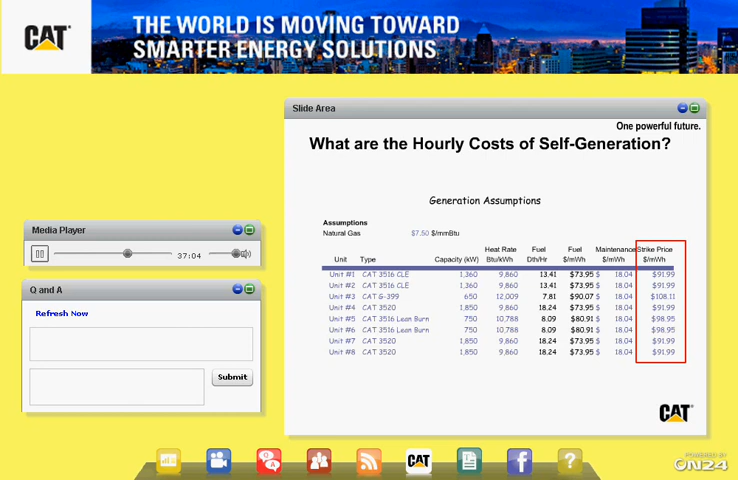 CAT
THE WORLD IS MOVING TOWARD
SMARTER ENERGY SOLUTIONS
Slide Area
One powerful future.
What are the Hourly Costs of Self-Generation?
Generation Assumptions
Assumptions
Natural Gas $7.50 $/mmBtu
Heat Rate Fuel Fuel Maintenance Strike Price
Unit Type Capacity (kW) Btu/kWh Dth/Hr $/mWh $/mWh $/mWh
Unit #1 CAT 3516 CLE 1,360 9,860 13.41 $73.95 $ 18.04 $91.99
Unit #2 CAT 3516 CLE 1,360 9,860 13.41 $73.95 $ 18.04 $91.99
Unit #3 CAT G-399 650 12,009 7.81 $90.07 $ 18.04 $108.11
Unit #4 CAT 3520 1,850 9,860 18.24 $73.95 $ 18.04 $91.99
Unit #5 CAT 3516 Lean Burn 750 10,788 8.09 $80.91 $ 18.04 $98.95
Unit #6 CAT 3516 Lean Burn 750 10,788 8.09 $80.91 $ 18.04 $98.95
Unit #7 CAT 3520 1,850 9,860 18.24 $73.95 $ 18.04 $91.99
Unit #8 CAT 3520 1,850 9,860 18.24 $73.95 $ 18.04 $91.99
CAT
Media Player
37:04
Q and A
Refresh Now
Submit
Q
A
CAT
f
?
POWERED BY
ON24